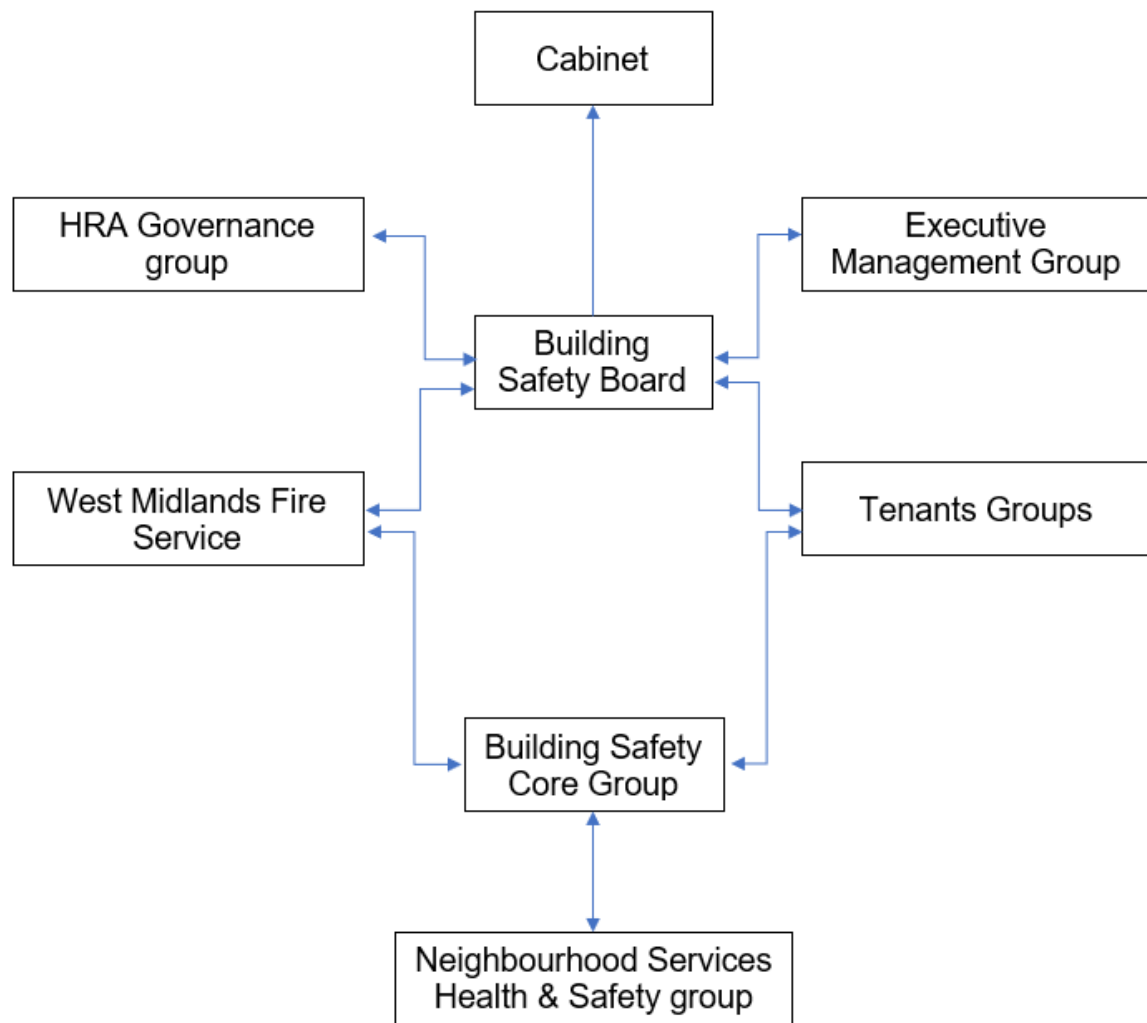 Cabinet
HRA Governance
group
Executive
Management Group
Building
Safety Board
West Midlands Fire
Service
Tenants Groups
Building Safety
Core Group
Neighbourhood Services
Health & Safety group